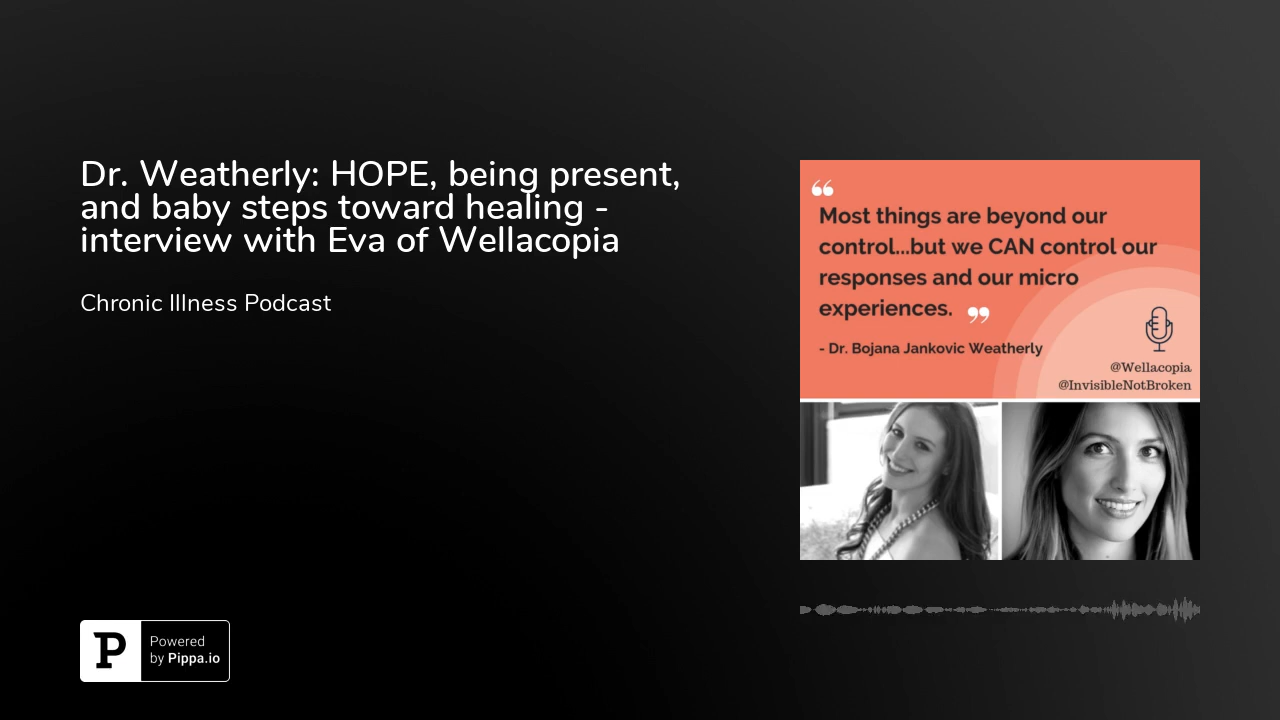 Dr. Weatherly: HOPE, being present,
and baby steps toward healing -
interview with Eva of Wellacopia
Chronic Illness Podcast
“
Most things are beyond our
control...but we CAN control our
responses and our micro
experiences. ”
- Dr. Bojana Jankovic Weatherly
@Wellacopia
@InvisibleNotBroken
P
Powered
by Pippa.io